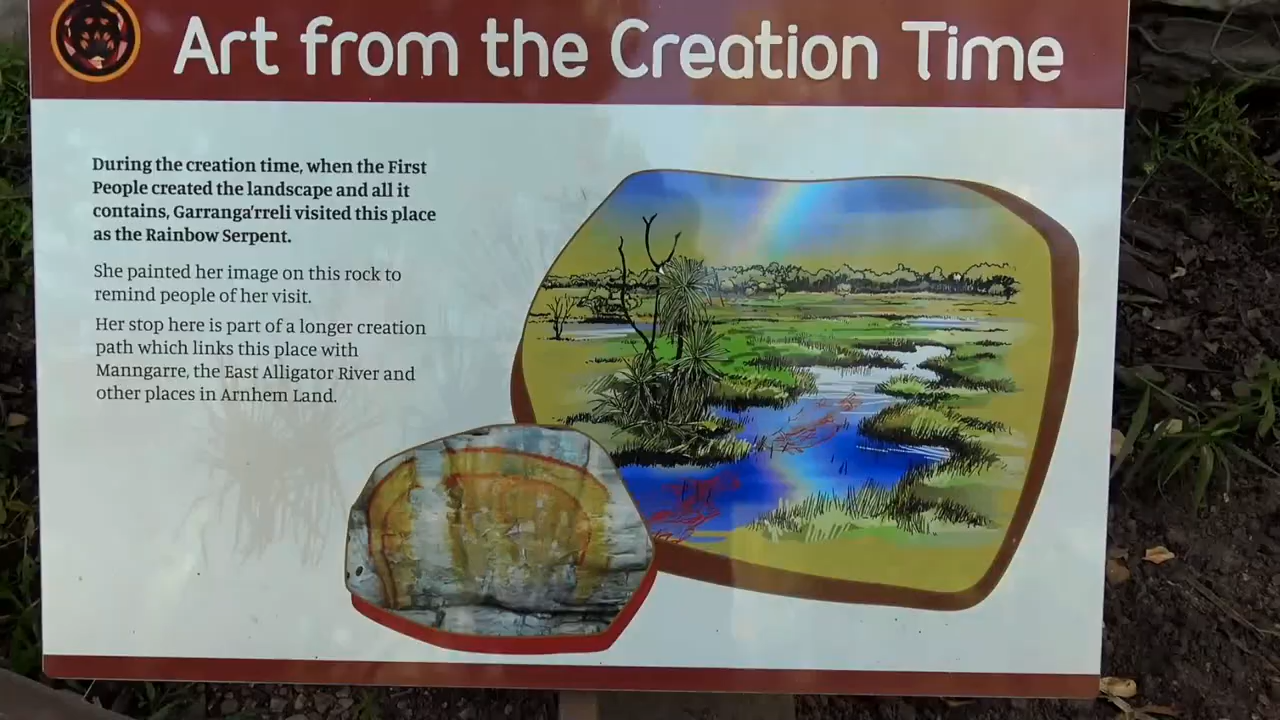 Art from the Creation Time
During the creation time, when the First
People created the landscape and all it
contains, Garranga'rreli visited this place
as the Rainbow Serpent.
She painted her image on this rock to
remind people of her visit.
Her stop here is part of a longer creation
path which links this place with
Manngarre, the East Alligator River and
other places in Arnhem Land.